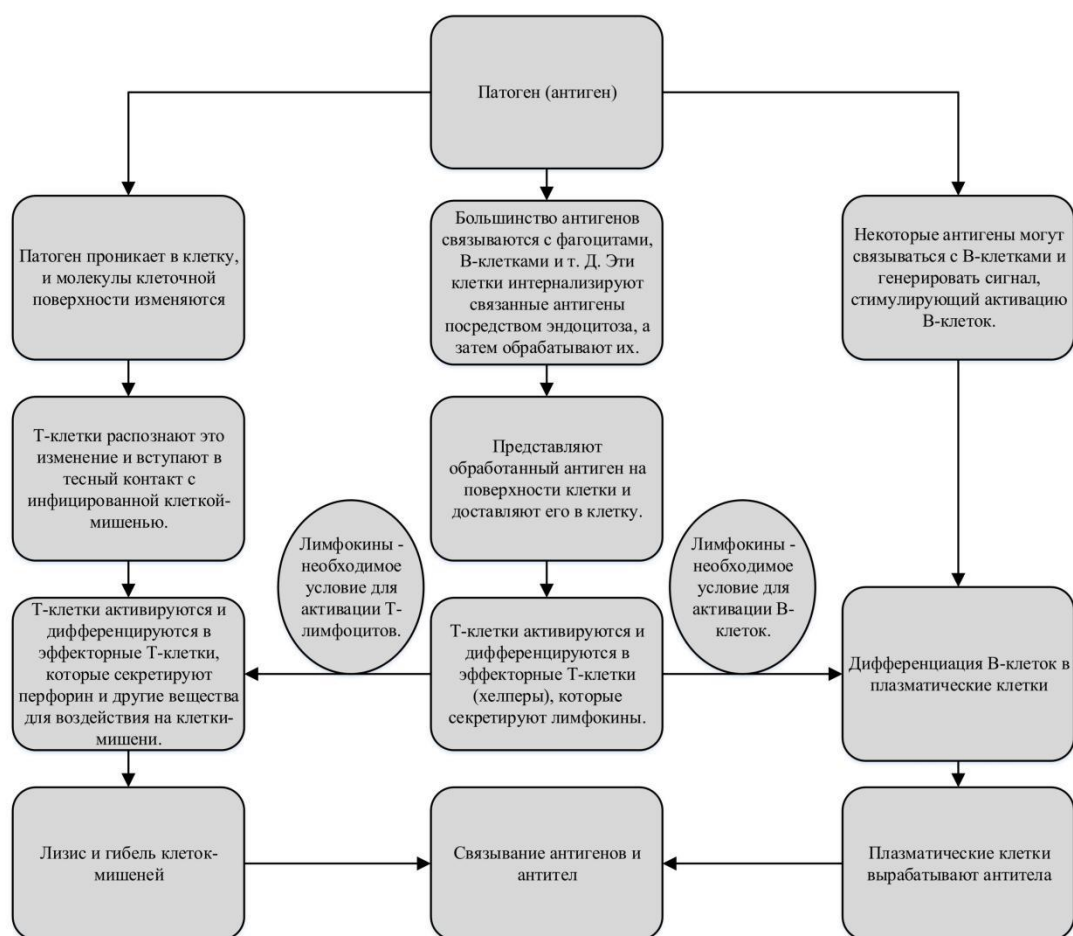 Патоген (антиген)
Патоген проникает в клетку,
и молекулы клеточной
поверхности изменяются
Большинство антигенов
связываются с фагоцитами,
В-клетками и т. Д. Эти
клетки интернализируют
связанные антигены
посредством эндоцитоза, а
затем обрабатывают их.
Некоторые антигены могут
связываться с В-клетками и
генерировать сигнал,
стимулирующий активацию
В-клеток.
Т-клетки распознают это
изменение и вступают в
тесный контакт с
инфицированной клеткой-
мишенью.
Представляют
обработанный антиген на
поверхности клетки и
доставляют его в клетку.
Лимфокины -
необходимое
условие для
активации Т-
лимфоцитов.
Лимфокины -
необходимое
условие для
активации В-
клеток.
Т-клетки активируются и
дифференцируются в
эффекторные Т-клетки,
которые секретируют
перфорин и другие вещества
для воздействия на клетки-
мишени.
Т-клетки активируются и
дифференцируются в
эффекторные Т-клетки
(хелперы), которые
секретируют лимфокины.
Дифференциация В-клеток в
плазматические клетки
Лизис и гибель клеток-
мишеней
Связывание антигенов и
антител
Плазматические клетки
вырабатывают антитела